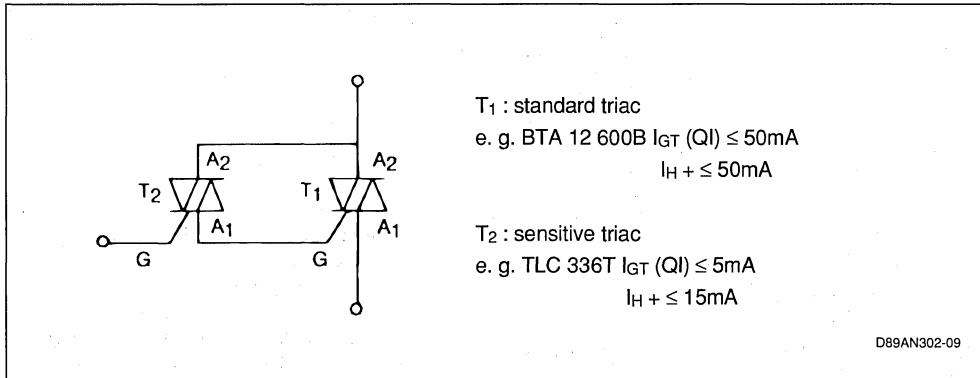 T1 : standard triac
e. g. BTA 12 600B IGT (QI) ≤ 50mA
IH + ≤ 50mA
A2
A2
T2
T1
A1
A1
G
G
T2 : sensitive triac
e. g. TLC 336T IGT (QI) ≤ 5mA
IH + ≤ 15mA
D89AN302-09